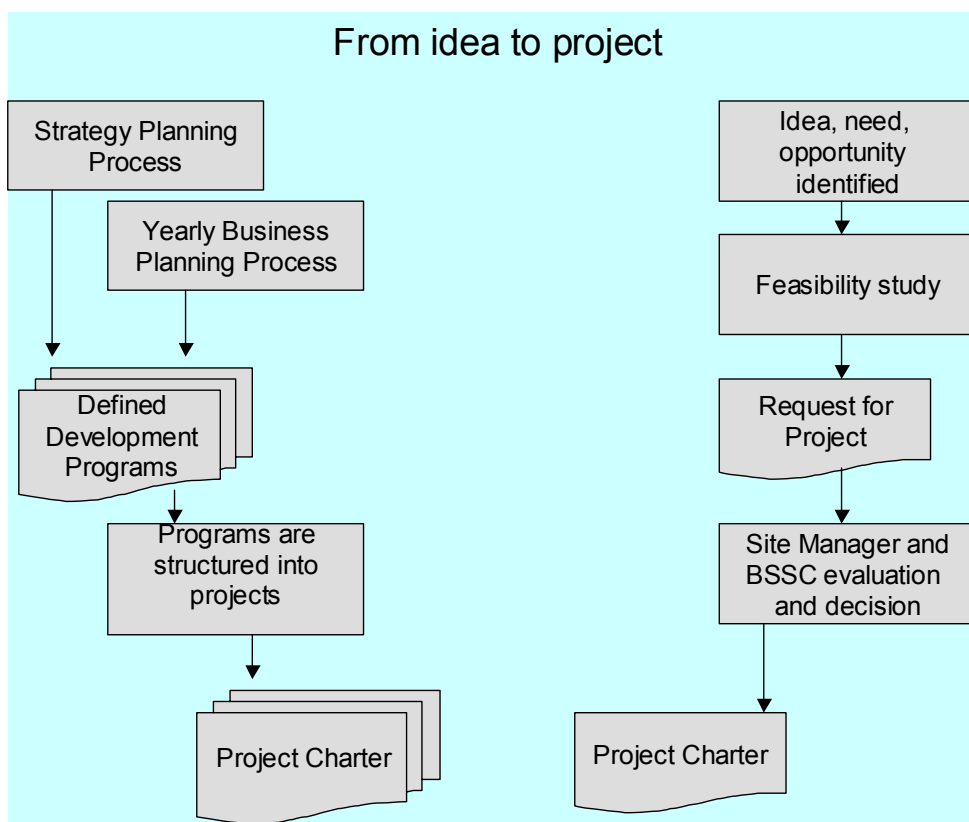 From idea to project
Strategy Planning
Process
Yearly Business
Planning Process
Defined
Development
Programs
Programs are
structured into
projects
Project Charter
Idea, need,
opportunity
identified
Feasibility study
Request for
Project
Site Manager and
BSSC evaluation
and decision
Project Charter